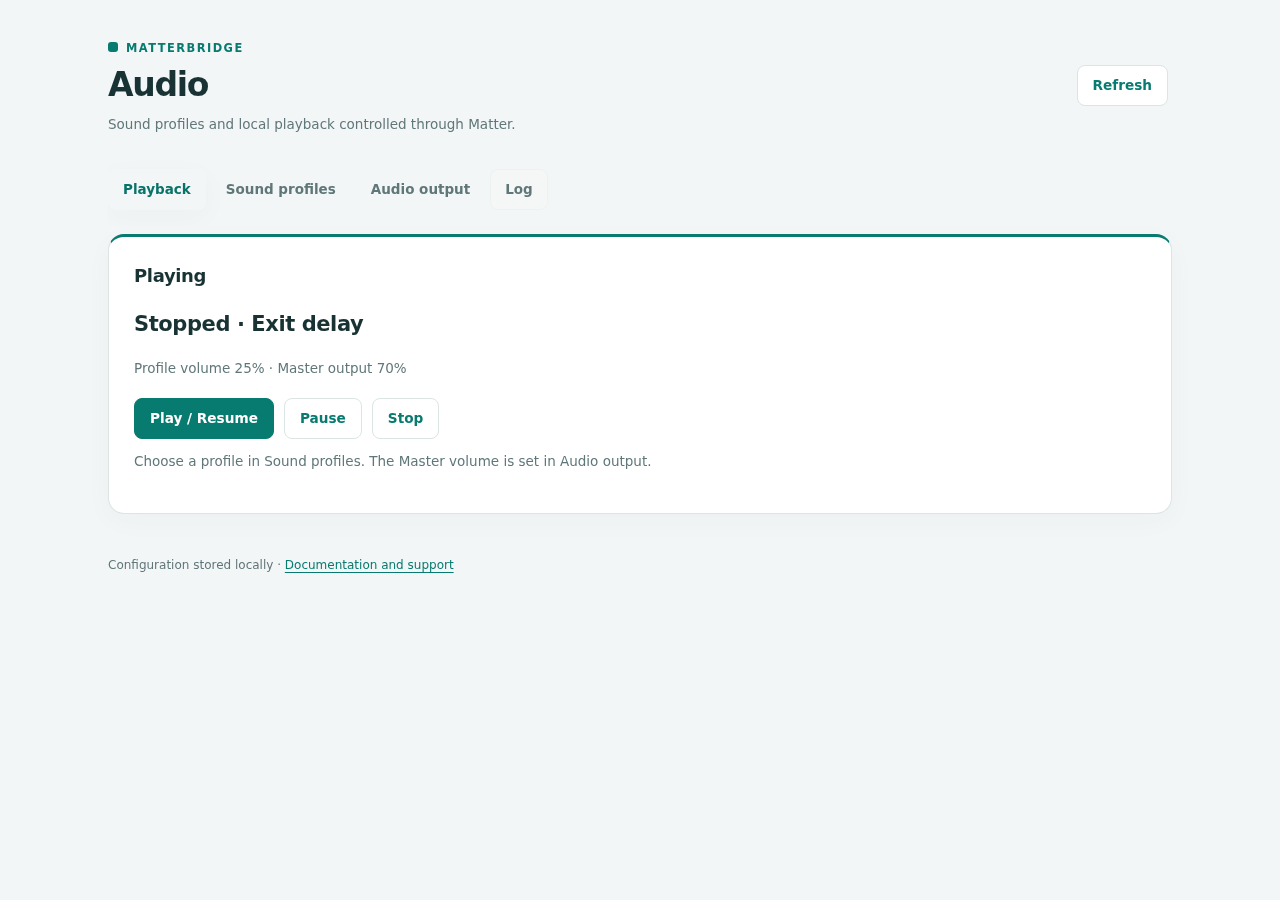 MATTERBRIDGE
Audio
Refresh
Sound profiles and local playback controlled through Matter.
Playback
Sound profiles
Audio output
Log
Playing
Stopped · Exit delay
Profile volume 25% · Master output 70%
Play / Resume
Pause
Stop
Choose a profile in Sound profiles. The Master volume is set in Audio output.
Configuration stored locally · Documentation and support